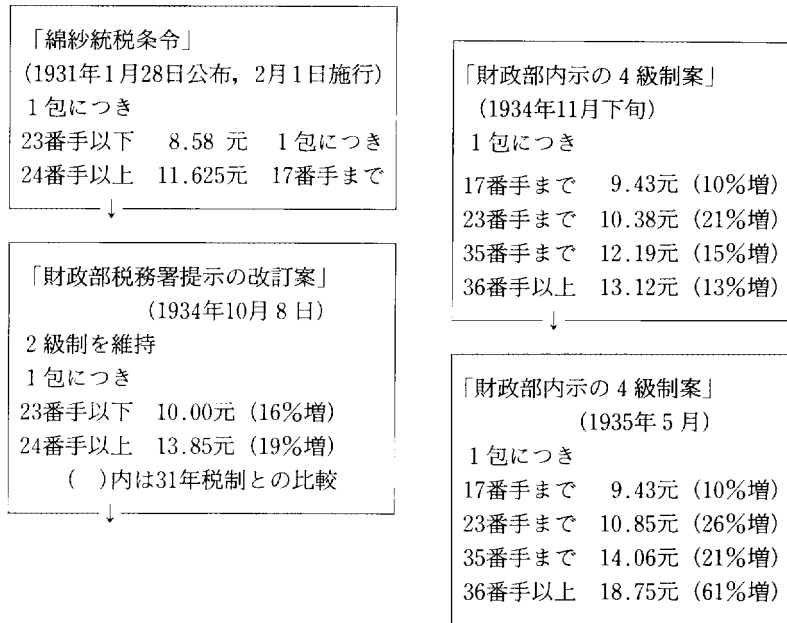 「綿紗統税条令」
(1931年1月28日公布，2月1日施行)
1包につき
23番手以下 8.58 元 1包につき
24番手以上 11.625元 17番手まで
↓
「財政部税務署提示の改訂案」
(1934年10月8日)
2級制を維持
1包につき
23番手以下 10.00元 (16%増)
24番手以上 13.85元 (19%増)
( )内は31年税制との比較
↓
「財政部内示の4級制案」
(1934年11月下旬)
1包につき
17番手まで 9.43元 (10%増)
23番手まで 10.38元 (21%増)
35番手まで 12.19元 (15%増)
36番手以上 13.12元 (13%増)
↓
「財政部内示の4級制案」
(1935年5月)
1包につき
17番手まで 9.43元 (10%増)
23番手まで 10.85元 (26%増)
35番手まで 14.06元 (21%増)
36番手以上 18.75元 (61%増)